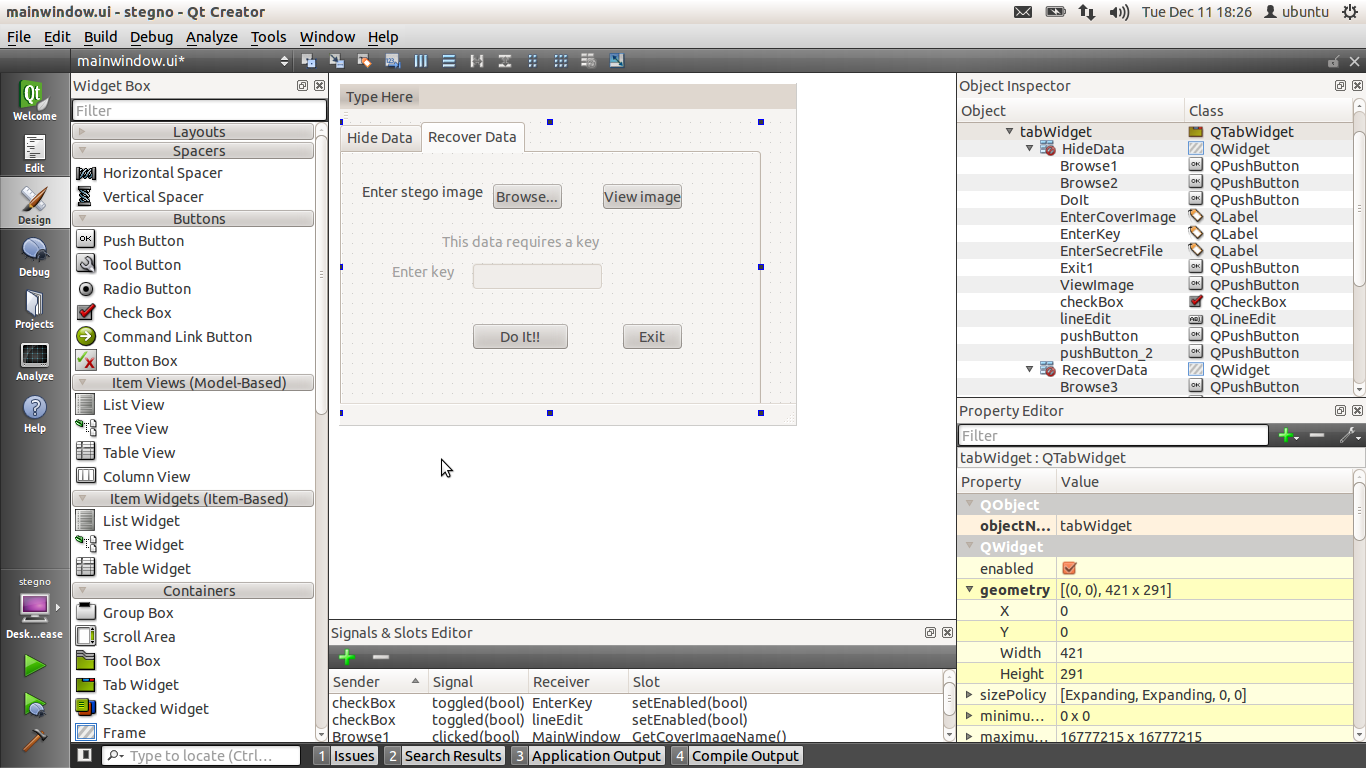 mainwindow.ui - stegno - Qt Creator
Tue Dec 11 18:26 ubuntu
File Edit Build Debug Analyze Tools Window Help
mainwindow.ui*
Qt
Welcome
Edit
Design
Debug
Projects
Analyze
Help
stegno
Desk...ease
Widget Box
Filter
Layouts
Spacers
Horizontal Spacer
Vertical Spacer
Buttons
OK Push Button
Tool Button
Radio Button
Check Box
Command Link Button
Button Box
Item Views (Model-Based)
List View
Tree View
Table View
Column View
Item Widgets (Item-Based)
List Widget
Tree Widget
Table Widget
Containers
Group Box
Scroll Area
Tool Box
Tab Widget
Stacked Widget
Frame
Type Here
Hide Data Recover Data
Enter stego image Browse... View image
This data requires a key
Enter key
Do It!! Exit
Signals & Slots Editor
Sender Signal Receiver Slot
checkBox toggled(bool) EnterKey setEnabled(bool)
checkBox toggled(bool) lineEdit setEnabled(bool)
Browse1 clicked(bool) MainWindow GetCoverImageName()
Object Inspector
Object Class
tabWidget QTabWidget
HideData QWidget
Browse1 OK QPushButton
Browse2 OK QPushButton
DoIt OK QPushButton
EnterCoverImage QLabel
EnterKey QLabel
EnterSecretFile QLabel
Exit1 OK QPushButton
ViewImage OK QPushButton
checkBox QCheckBox
lineEdit QLineEdit
pushButton OK QPushButton
pushButton_2 OK QPushButton
RecoverData QWidget
Browse3 OK QPushButton
Property Editor
Filter
tabWidget : QTabWidget
Property Value
QObject
objectN... tabWidget
QWidget
enabled
geometry [(0, 0), 421 x 291]
X 0
Y 0
Width 421
Height 291
sizePolicy [Expanding, Expanding, 0, 0]
minimu... 0 x 0
maximu... 16777215 x 16777215
Type to locate (Ctrl... 1 Issues 2 Search Results 3 Application Output 4 Compile Output